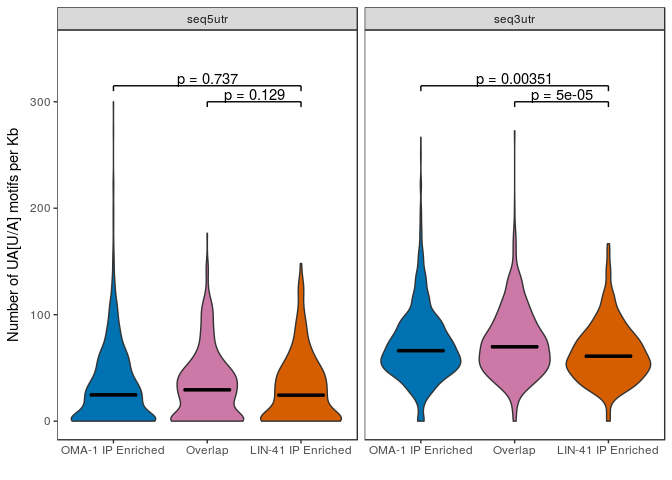 seq5utr
seq3utr
p = 0.737
p = 0.129
p = 0.00351
p = 5e-05
Number of UA[U/A] motifs per Kb
300
200
100
0
OMA-1 IP Enriched
Overlap
LIN-41 IP Enriched
OMA-1 IP Enriched
Overlap
LIN-41 IP Enriched